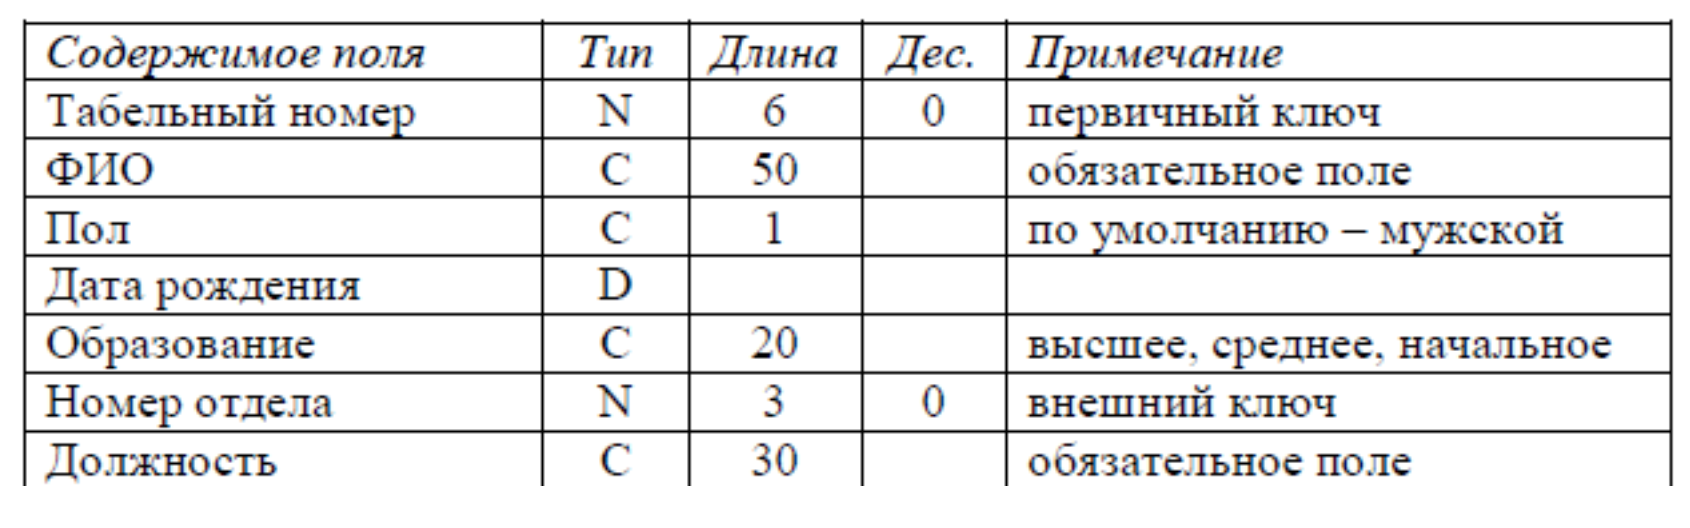 Содержимое поля Тип Длина Дес. Примечание
Табельный номер N 6 0 первичный ключ
ФИО C 50 обязательное поле
Пол C 1 по умолчанию – мужской
Дата рождения D
Образование C 20 высшее, среднее, начальное
Номер отдела N 3 0 внешний ключ
Должность C 30 обязательное поле